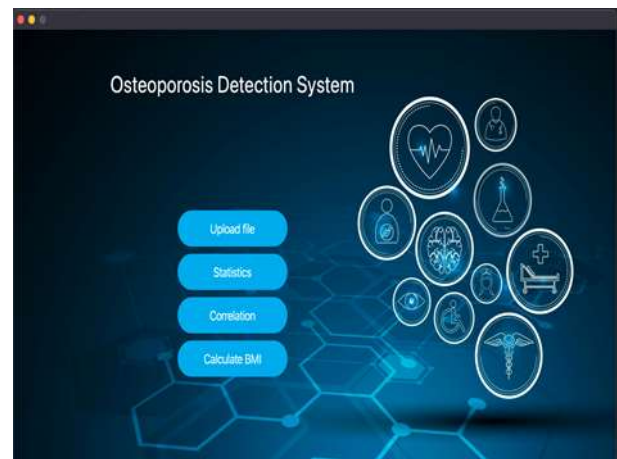 Osteoporosis Detection System
Upload file
Statistics
Correlation
Calculate BMI